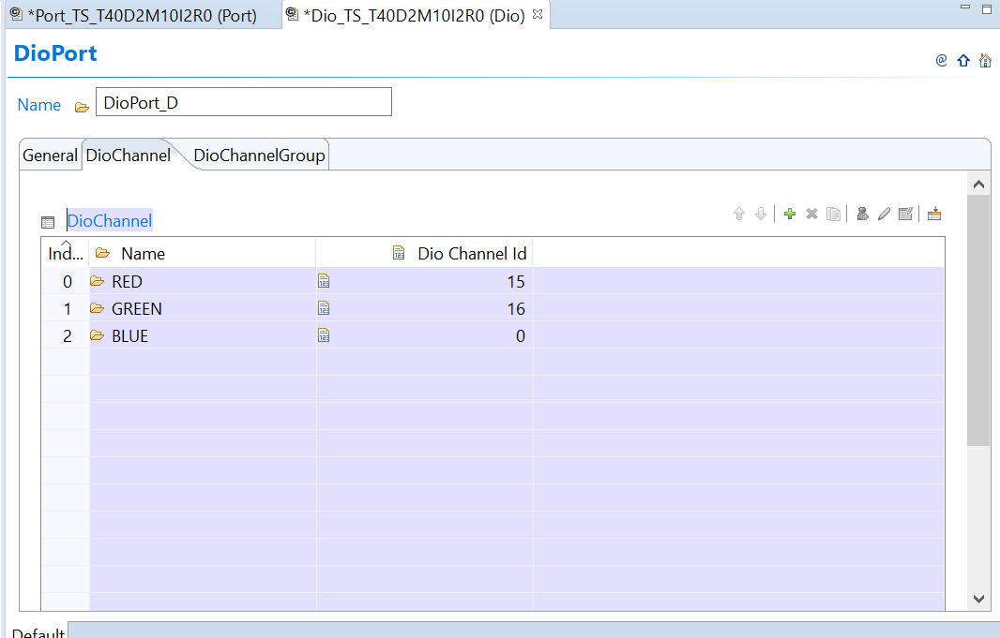 *Port_TS_T40D2M10I2R0 (Port) *Dio_TS_T40D2M10I2R0 (Dio)
DioPort
Name DioPort_D
General DioChannel DioChannelGroup
DioChannel
Ind... Name Dio Channel Id
0 RED 15
1 GREEN 16
2 BLUE 0
Default